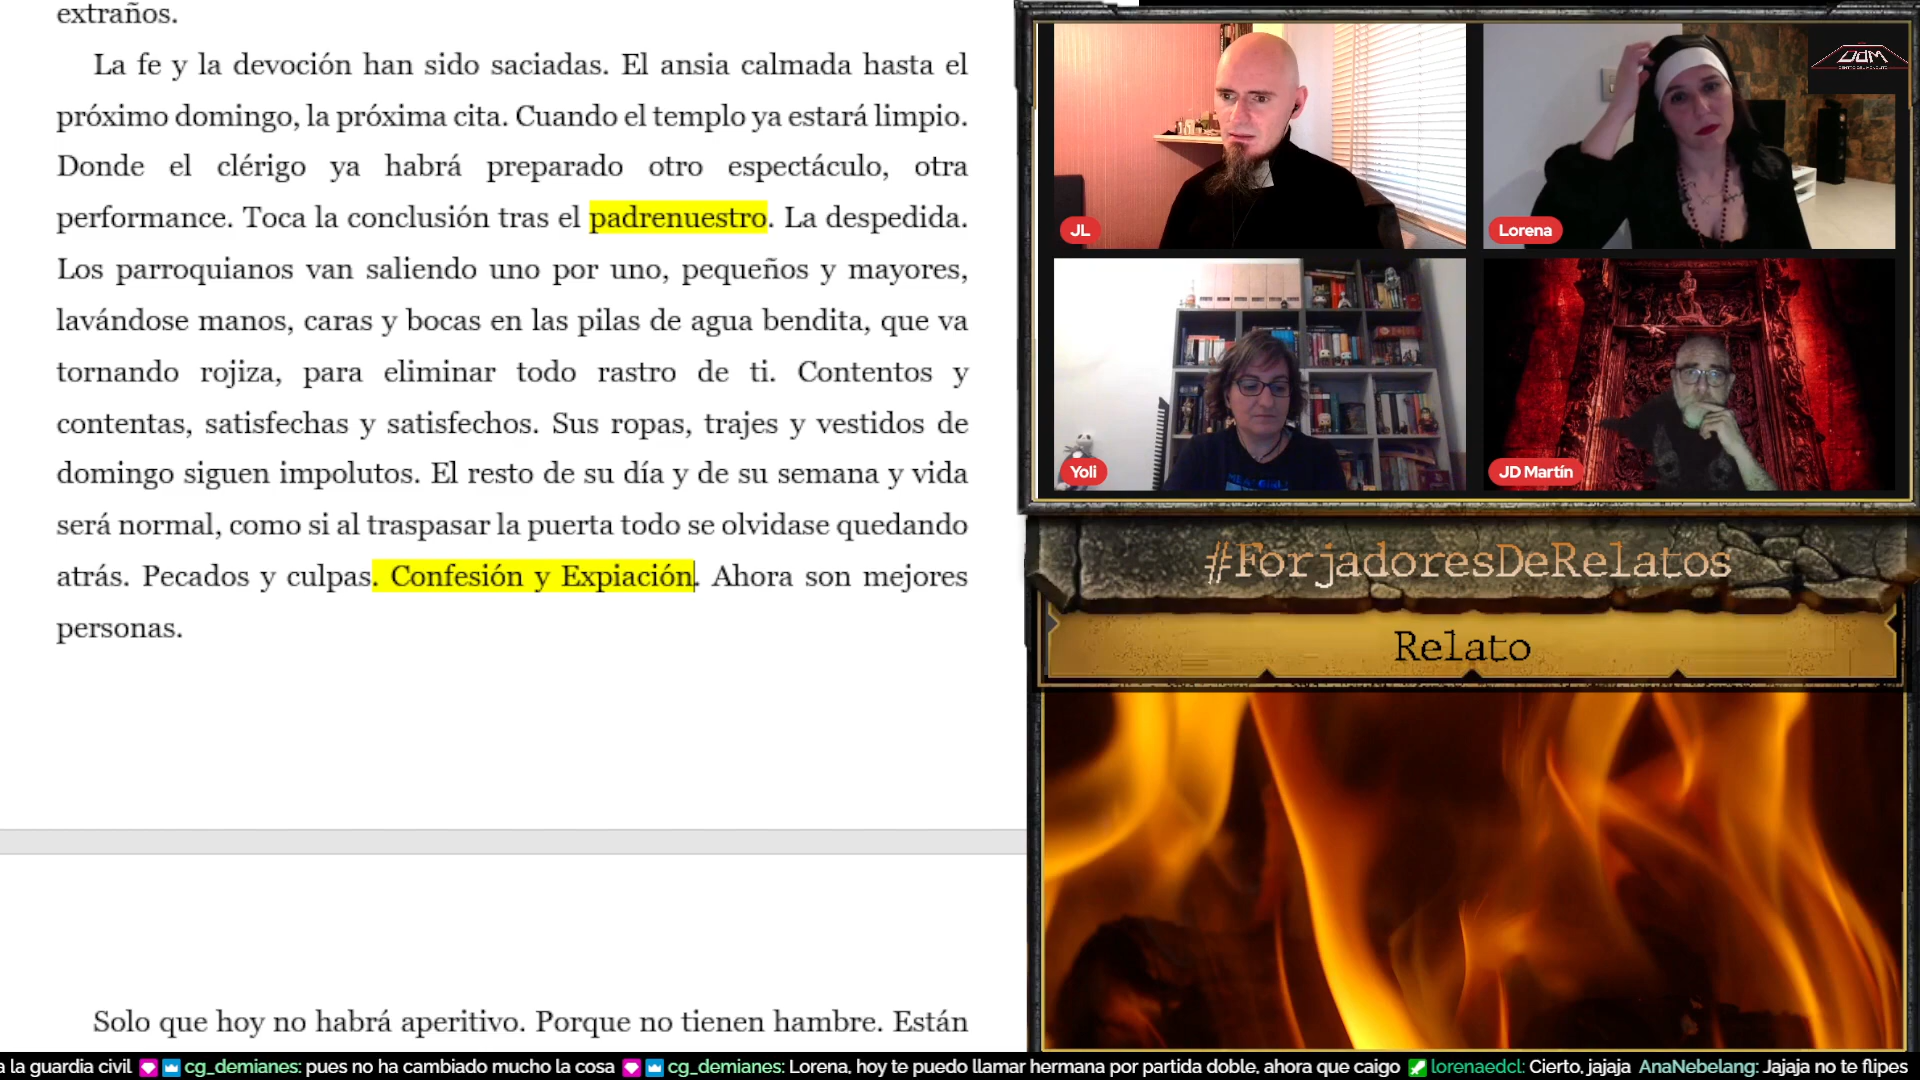 extraños.
La fe y la devoción han sido saciadas. El ansia calmada hasta el
próximo domingo, la próxima cita. Cuando el templo ya estará limpio.
Donde el clérigo ya habrá preparado otro espectáculo, otra
performance. Toca la conclusión tras el padrenuestro. La despedida.
Los parroquianos van saliendo uno por uno, pequeños y mayores,
lavándose manos, caras y bocas en las pilas de agua bendita, que va
tornando rojiza, para eliminar todo rastro de ti. Contentos y
contentas, satisfechas y satisfechos. Sus ropas, trajes y vestidos de
domingo siguen impolutos. El resto de su día y de su semana y vida
será normal, como si al traspasar la puerta todo se olvidase quedando
atrás. Pecados y culpas. Confesión y Expiación. Ahora son mejores
personas.
Solo que hoy no habrá aperitivo. Porque no tienen hambre. Están
JL
Lorena
Yoli
JD Martín
#ForjadoresDeRelatos
Relato
a la guardia civil cg_demianes: pues no ha cambiado mucho la cosa cg_demianes: Lorena, hoy te puedo llamar hermana por partida doble, ahora que caigo lorenaedcl: Cierto, jajaja AnaNebelang: Jajaja no te flipes